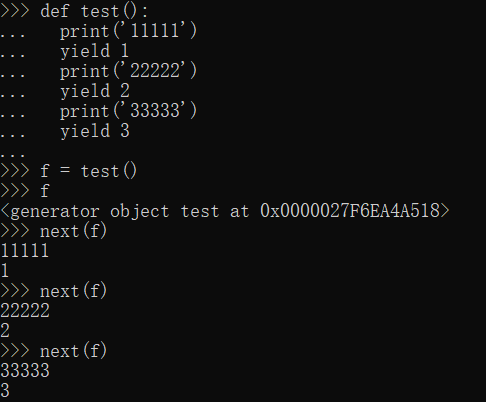 >>> def test():
...   print('11111')
...   yield 1
...   print('22222')
...   yield 2
...   print('33333')
...   yield 3
...
>>> f = test()
>>> f
<generator object test at 0x0000027F6EA4A518>
>>> next(f)
11111
1
>>> next(f)
22222
2
>>> next(f)
33333
3